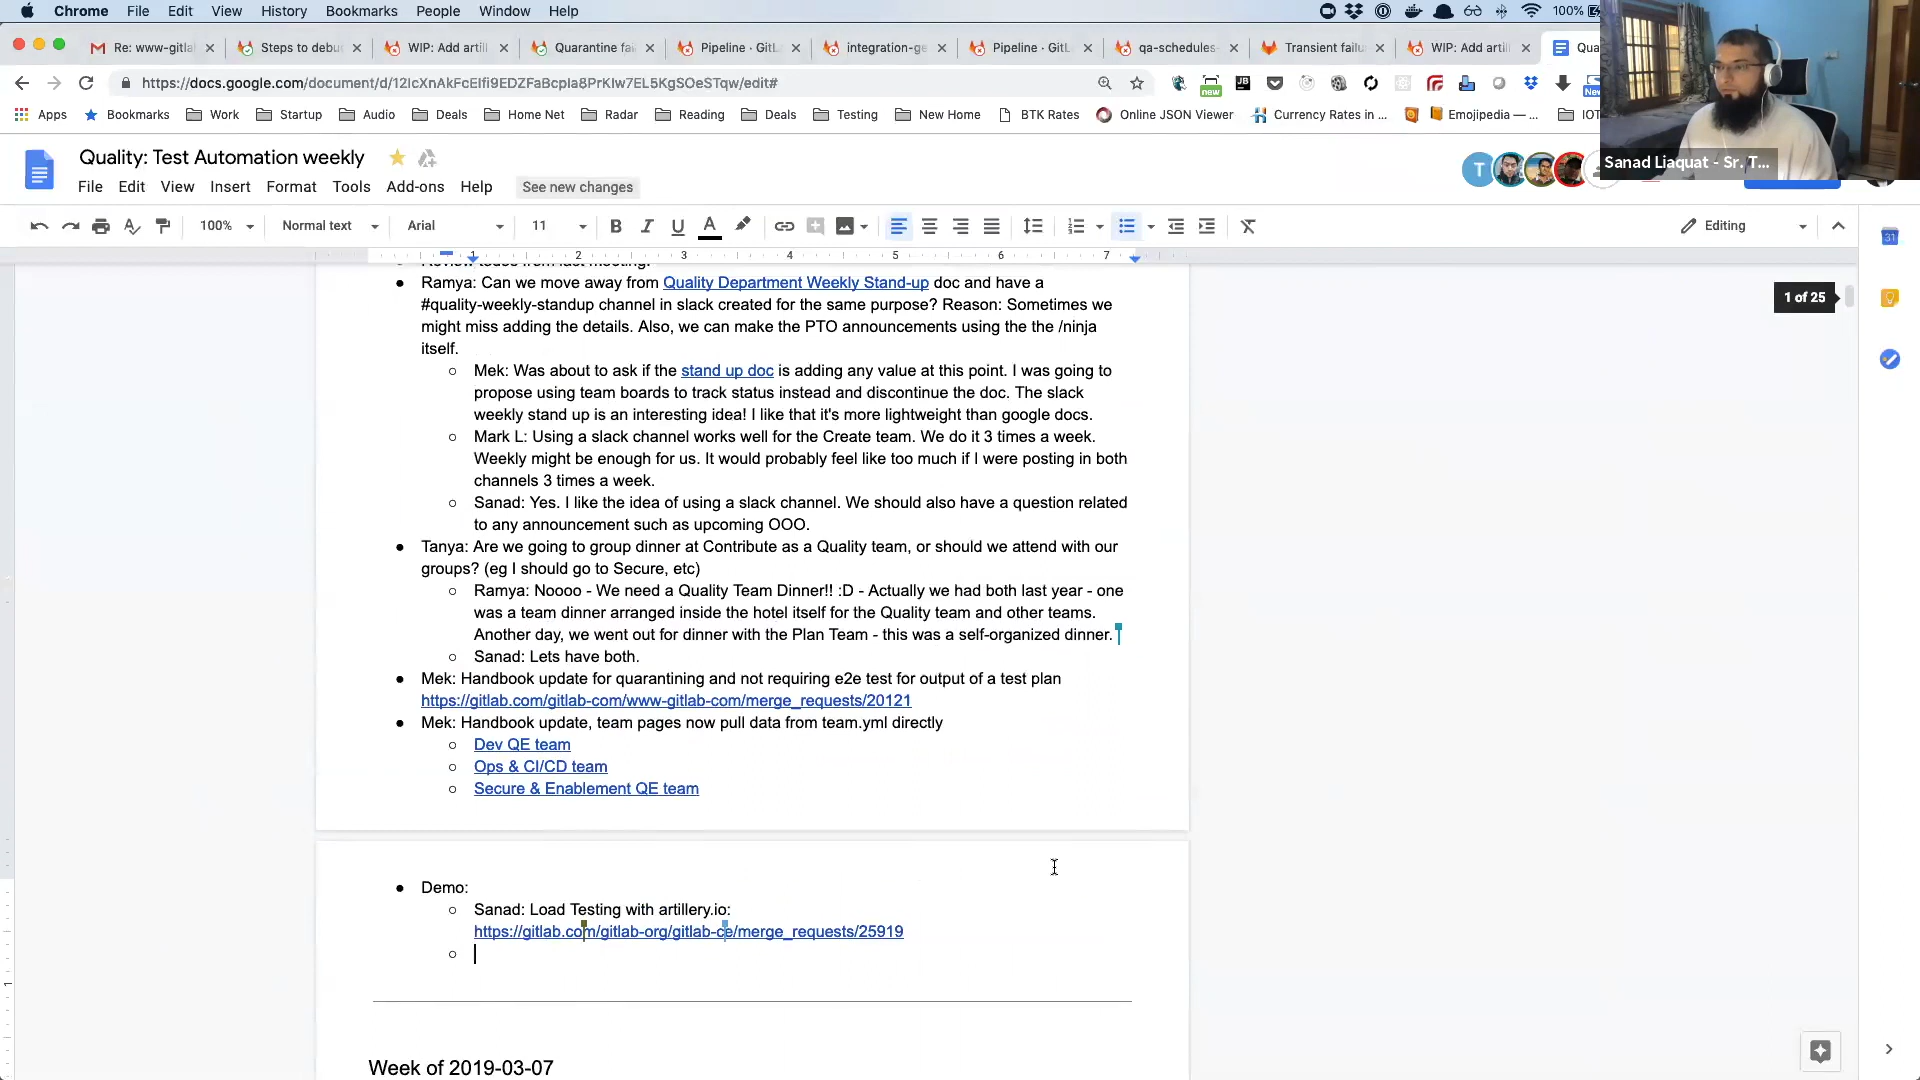 Chrome File Edit View History Bookmarks People Window Help 100%
Re: www-gitla Steps to debu WIP: Add artill Quarantine fai Pipeline · GitL integration-ge Pipeline · GitL qa-schedules- Transient failu WIP: Add artil Qua
https://docs.google.com/document/d/12IcXnAkFcElfi9EDZFaBcpIa8PrKIw7EL5KgSOeSTqw/edit#
new
Apps Bookmarks Work Startup Audio Deals Home Net Radar Reading Deals Testing New Home BTK Rates Online JSON Viewer Currency Rates in ... Emojipedia — ... IOT
Sanad Liaquat - Sr. T...
Quality: Test Automation weekly
File Edit View Insert Format Tools Add-ons Help See new changes
T
100% Normal text Arial 11 B I U A Editing
1 2 3 4 5 6 7
31
1 of 25
Ramya: Can we move away from Quality Department Weekly Stand-up doc and have a
#quality-weekly-standup channel in slack created for the same purpose? Reason: Sometimes we
might miss adding the details. Also, we can make the PTO announcements using the the /ninja
itself.
Mek: Was about to ask if the stand up doc is adding any value at this point. I was going to
propose using team boards to track status instead and discontinue the doc. The slack
weekly stand up is an interesting idea! I like that it's more lightweight than google docs.
Mark L: Using a slack channel works well for the Create team. We do it 3 times a week.
Weekly might be enough for us. It would probably feel like too much if I were posting in both
channels 3 times a week.
Sanad: Yes. I like the idea of using a slack channel. We should also have a question related
to any announcement such as upcoming OOO.
Tanya: Are we going to group dinner at Contribute as a Quality team, or should we attend with our
groups? (eg I should go to Secure, etc)
Ramya: Noooo - We need a Quality Team Dinner!! :D - Actually we had both last year - one
was a team dinner arranged inside the hotel itself for the Quality team and other teams.
Another day, we went out for dinner with the Plan Team - this was a self-organized dinner.
Sanad: Lets have both.
Mek: Handbook update for quarantining and not requiring e2e test for output of a test plan
https://gitlab.com/gitlab-com/www-gitlab-com/merge_requests/20121
Mek: Handbook update, team pages now pull data from team.yml directly
Dev QE team
Ops & CI/CD team
Secure & Enablement QE team
Demo:
Sanad: Load Testing with artillery.io:
https://gitlab.com/gitlab-org/gitlab-ce/merge_requests/25919
Week of 2019-03-07